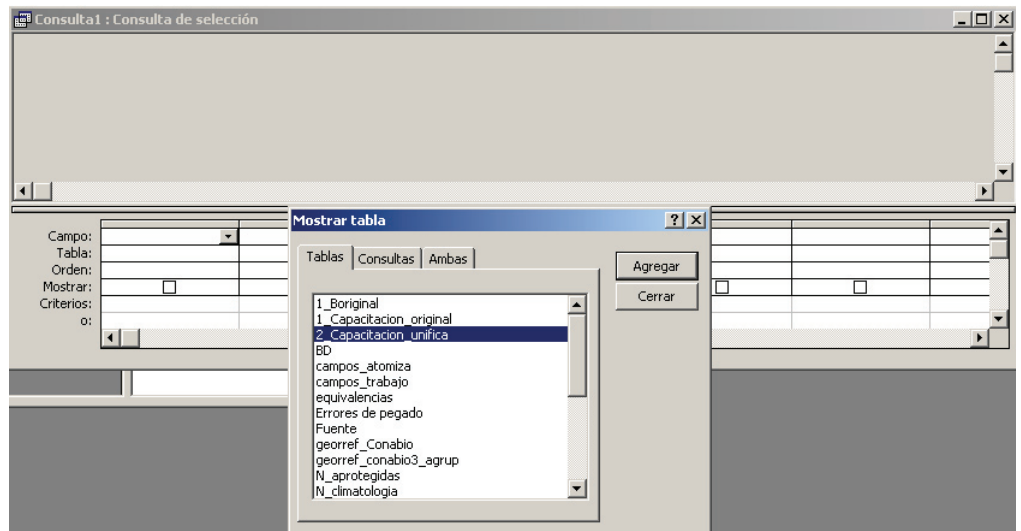 Consulta1 : Consulta de selección
Campo:
Tabla:
Orden:
Mostrar:
Criterios:
o:
Mostrar tabla
Tablas Consultas Ambas
1_Boriginal
1_Capacitacion_original
2_Capacitacion_unifica
BD
campos_atomiza
campos_trabajo
equivalencias
Errores de pegado
Fuente
georref_Conabio
georref_conabio3_agrup
N_aprotegidas
N_climatologia
Agregar
Cerrar